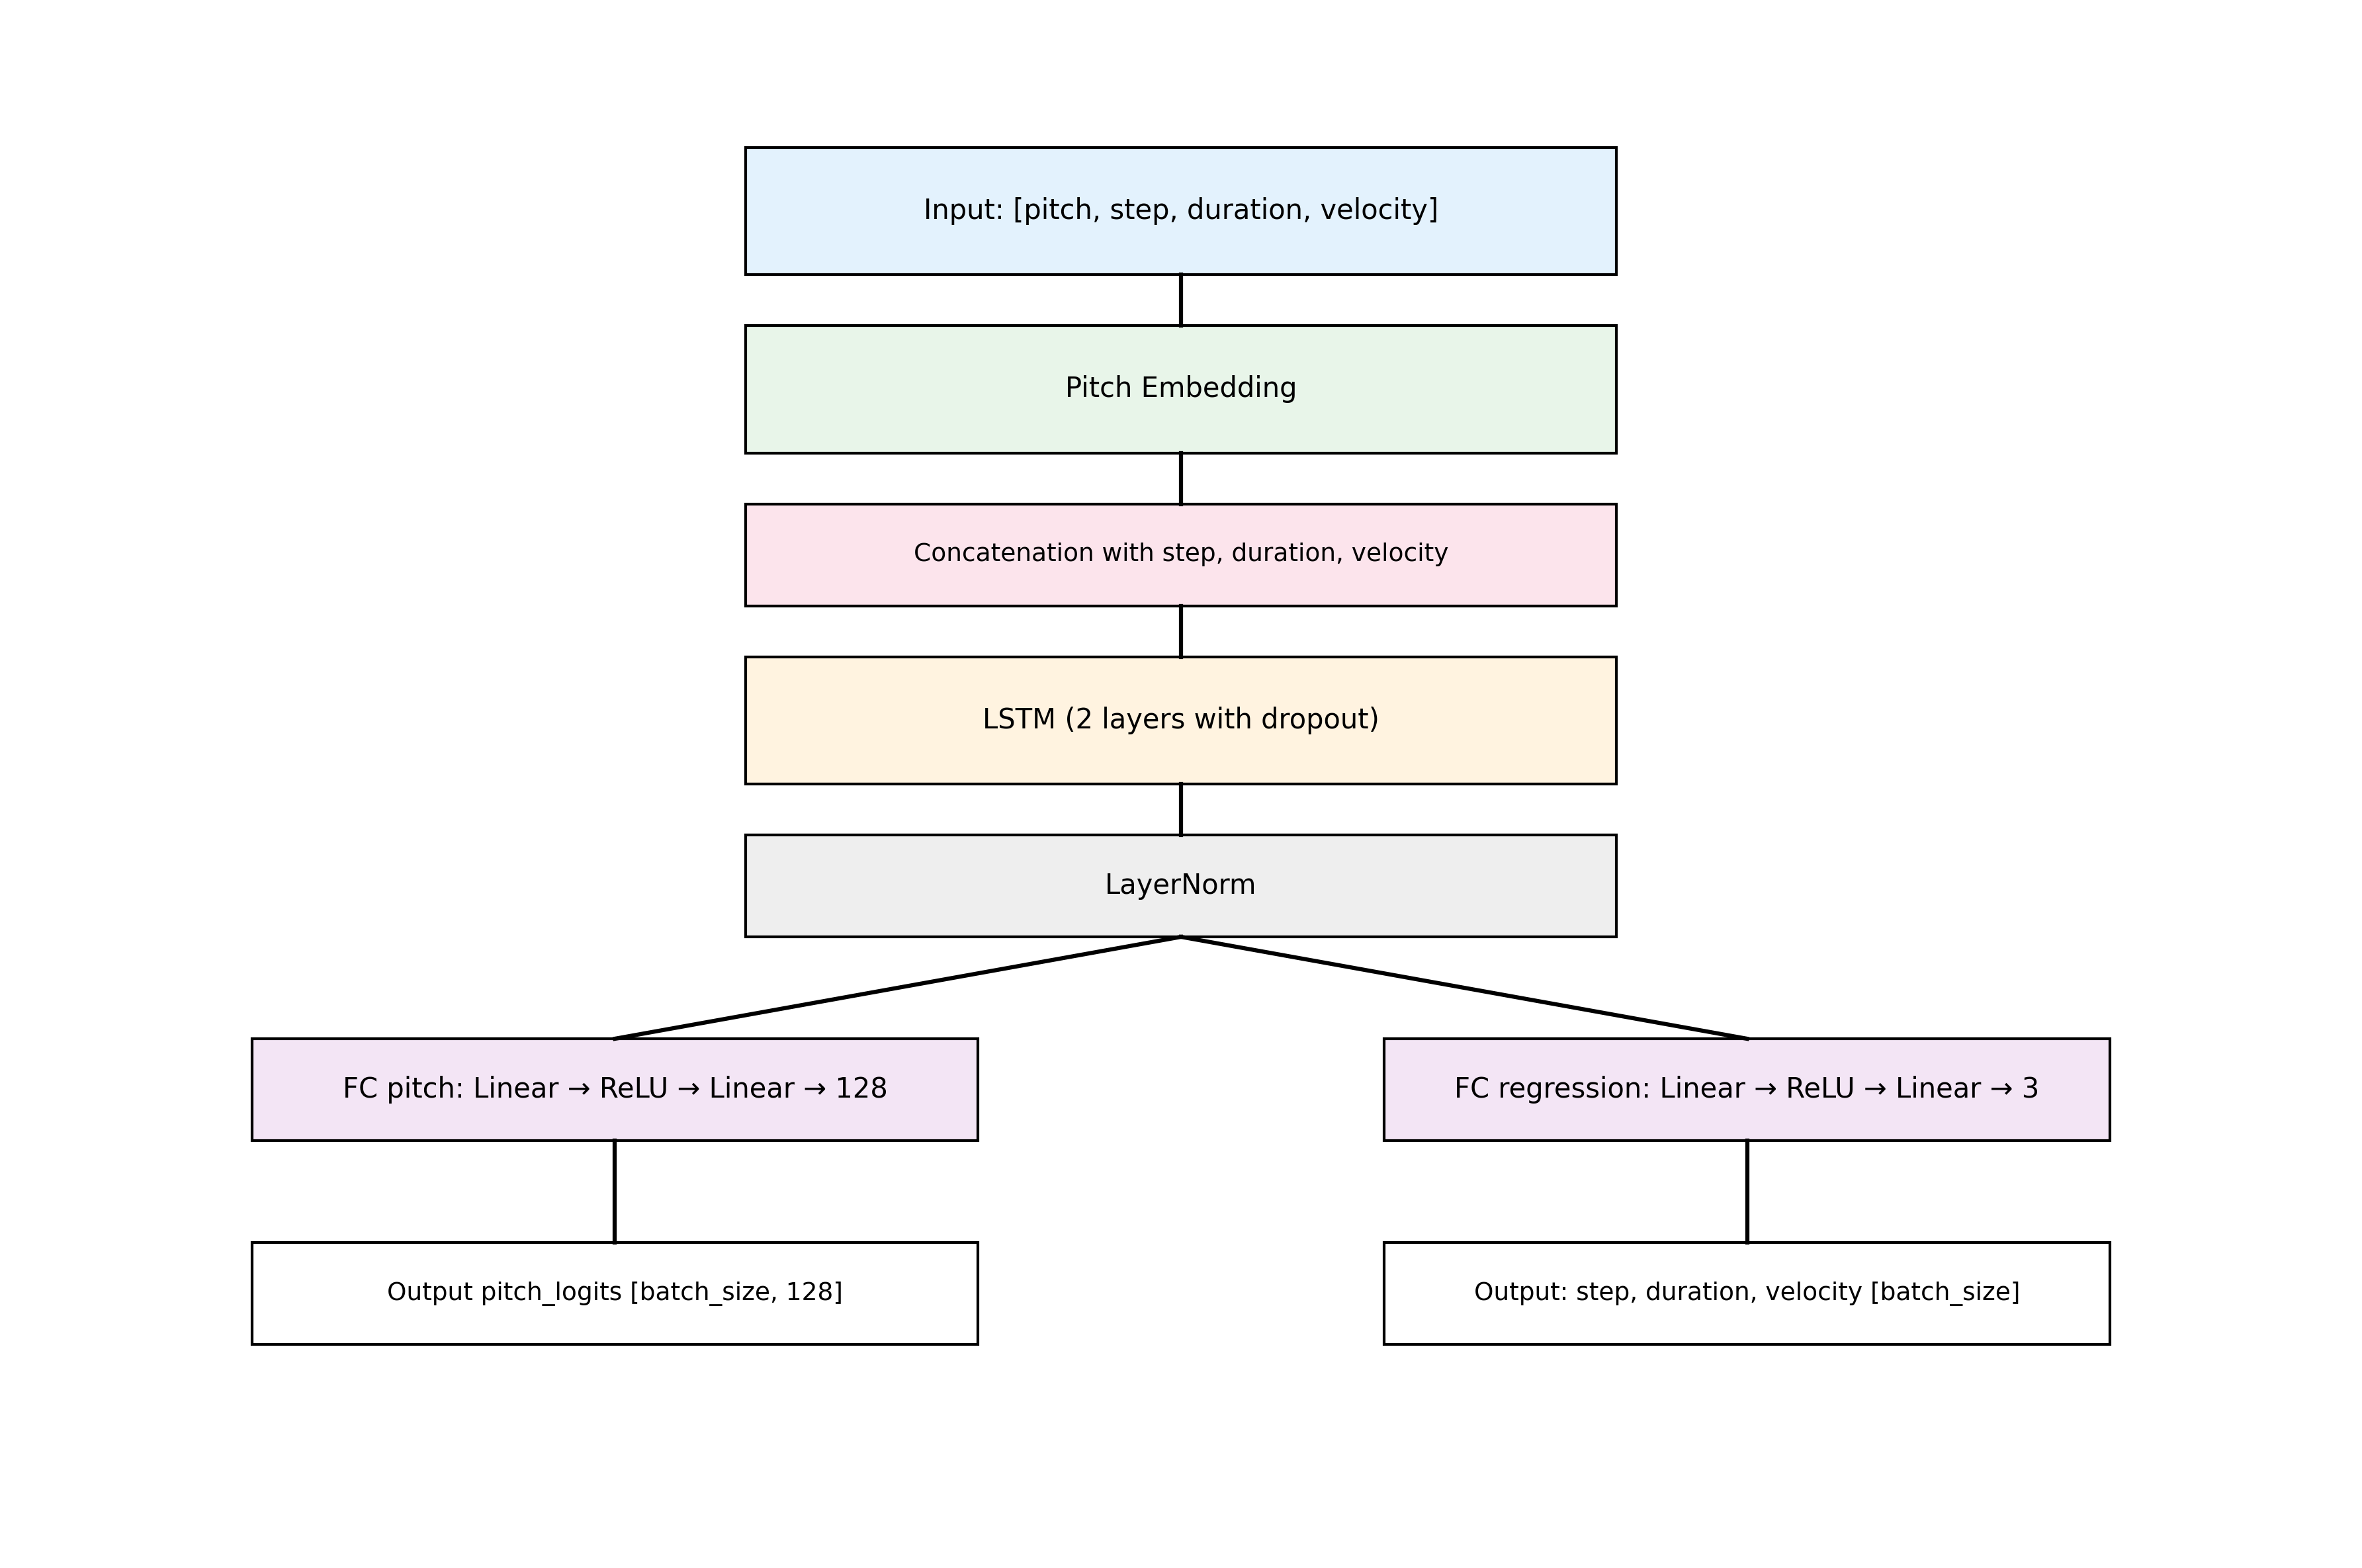 Input: [pitch, step, duration, velocity]
Pitch Embedding
Concatenation with step, duration, velocity
LSTM (2 layers with dropout)
LayerNorm
FC pitch: Linear → ReLU → Linear → 128
FC regression: Linear → ReLU → Linear → 3
Output pitch_logits [batch_size, 128]
Output: step, duration, velocity [batch_size]